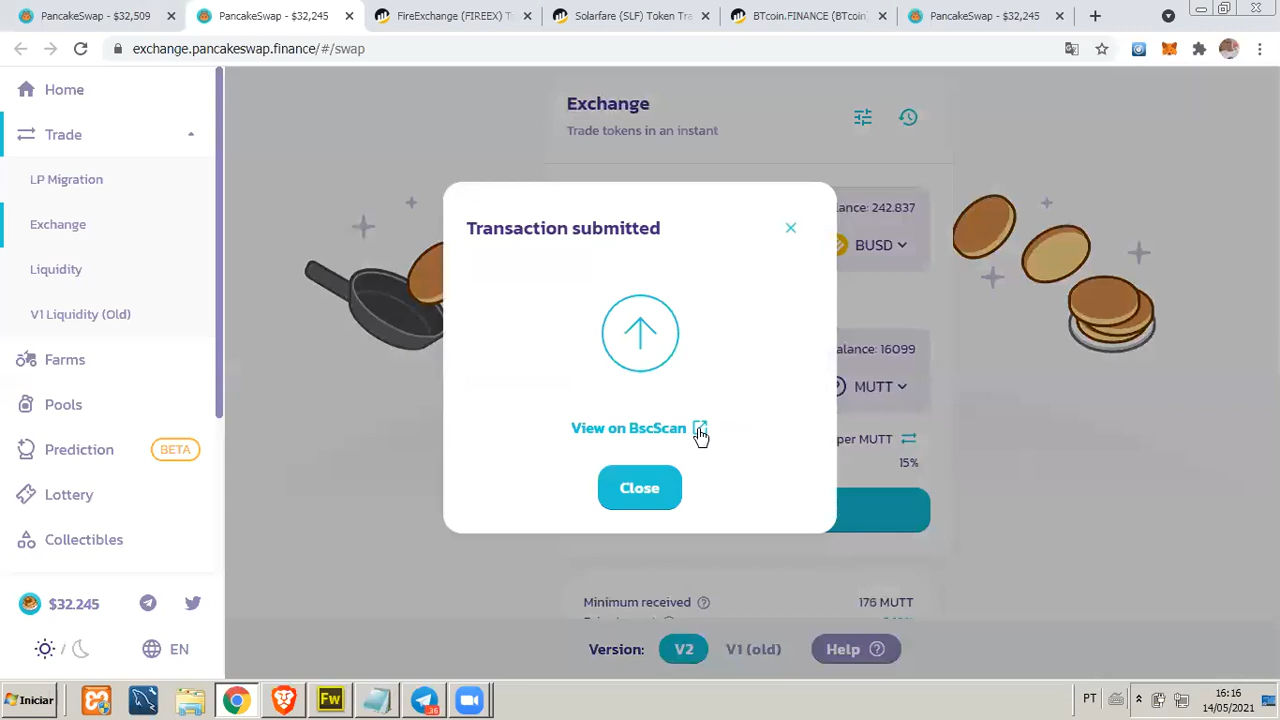 PancakeSwap - $32,509
PancakeSwap - $32,245
FireExchange (FIREEX) T
Solarfare (SLF) Token Tra
BTcoin.FINANCE (BTcoin)
PancakeSwap - $32,245
exchange.pancakeswap.finance/#/swap
Home
Trade
LP Migration
Exchange
Liquidity
V1 Liquidity (Old)
Farms
Pools
Prediction BETA
Lottery
Collectibles
$32.245
/
EN
Exchange
Trade tokens in an instant
lance: 242.837
BUSD
alance: 16099
MUTT
per MUTT
15%
Transaction submitted
View on BscScan
Close
Minimum received 176 MUTT
Version: V2 V1 (old) Help
Iniciar
Fw
36
PT
16:16
14/05/2021